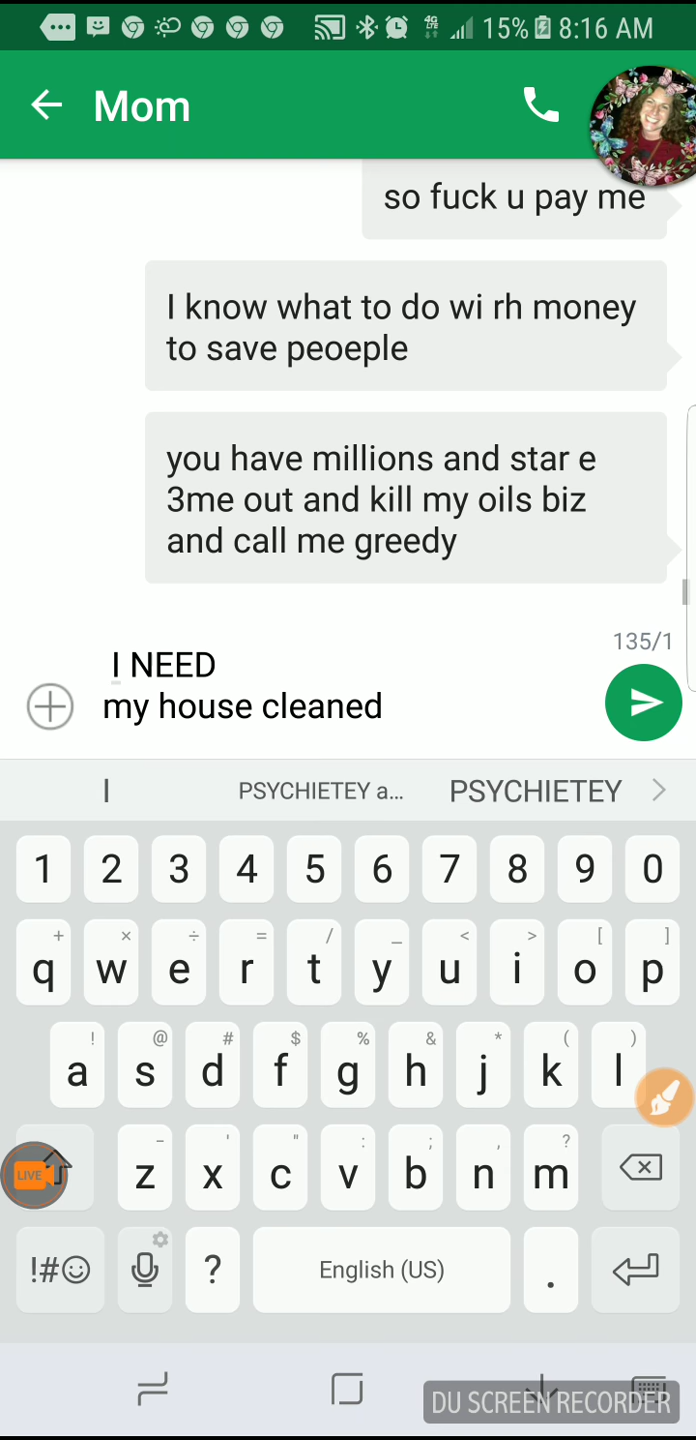 15% 8:16 AM
Mom
so fuck u pay me
I know what to do wi rh money
to save peoeple
you have millions and star e
3me out and kill my oils biz
and call me greedy
135/1
I NEED
my house cleaned
I PSYCHIETEY a... PSYCHIETEY >
1 2 3 4 5 6 7 8 9 0
+ × ÷ = / _ < > [ ]
q w e r t y u i o p
! @ # $ % & * ( )
a s d f g h j k l
- ' " : ; , ?
LIVE z x c v b n m
!#☺ ? English (US) .
DU SCREEN RECORDER